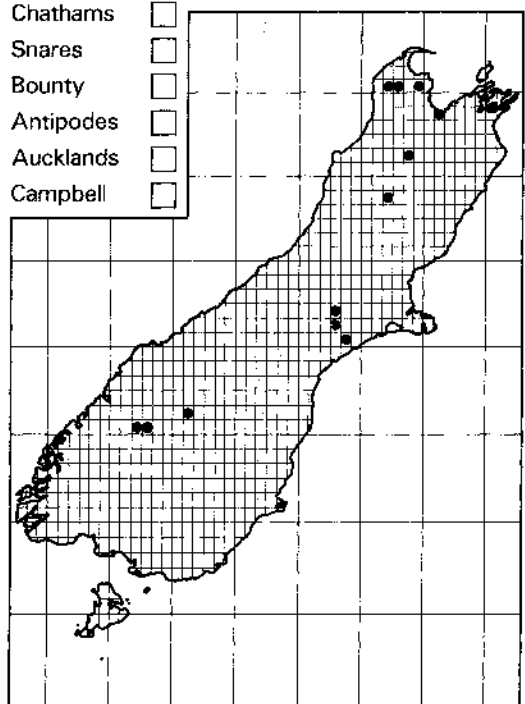 Chathams
Snares
Bounty
Antipodes
Aucklands
Campbell